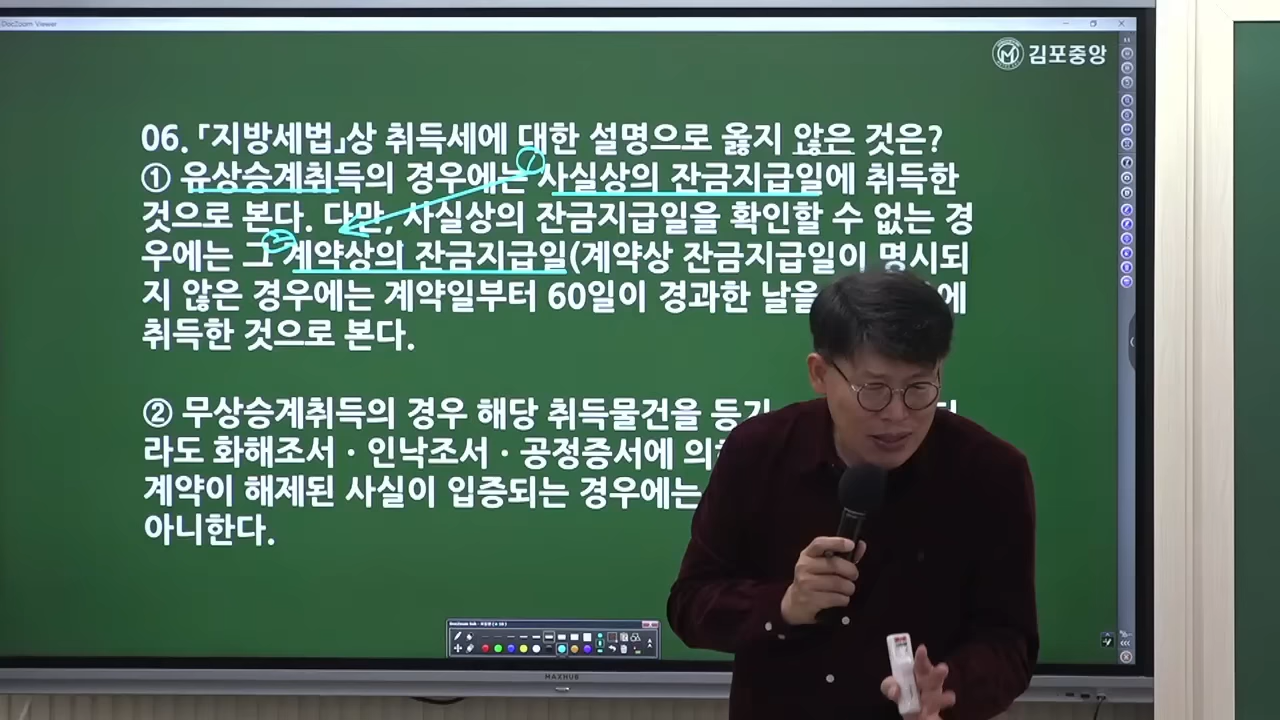 DocZoom Viewer
김포중앙
06. 「지방세법」상 취득세에 대한 설명으로 옳지 않은 것은?
① 유상승계취득의 경우에는 사실상의 잔금지급일에 취득한
것으로 본다. 다만, 사실상의 잔금지급일을 확인할 수 없는 경
우에는 그 계약상의 잔금지급일(계약상 잔금지급일이 명시되
지 않은 경우에는 계약일부터 60일이 경과한 날을 에
취득한 것으로 본다.
② 무상승계취득의 경우 해당 취득물건을
라도 화해조서 · 인낙조서 · 공정증서에
계약이 해제된 사실이 입증되는 경우에는
아니한다.
MAXHUB